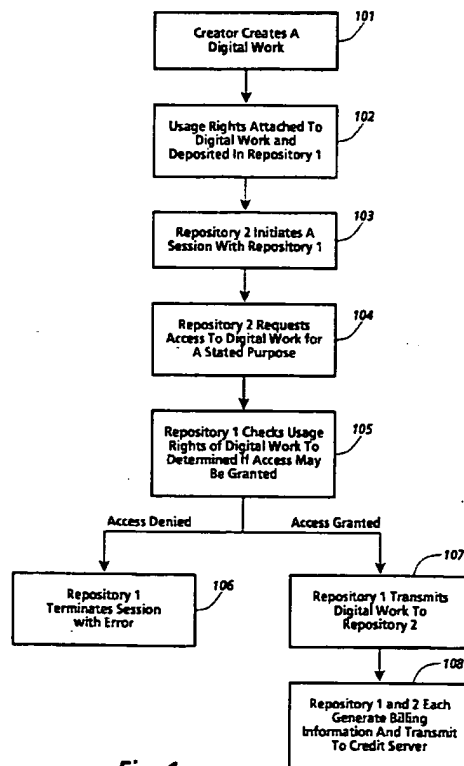 101
Creator Creates A
Digital Work
102
Usage Rights Attached To
Digital Work and
Deposited In Repository 1
103
Repository 2 Initiates A
Session With Repository 1
104
Repository 2 Requests
Access To Digital Work for
A Stated Purpose
105
Repository 1 Checks Usage
Rights of Digital Work To
Determined If Access May
Be Granted
Access Denied
Access Granted
106
Repository 1
Terminates Session
with Error
107
Repository 1 Transmits
Digital Work To
Repository 2
108
Repository 1 and 2 Each
Generate Billing
Information And Transmit
To Credit Server